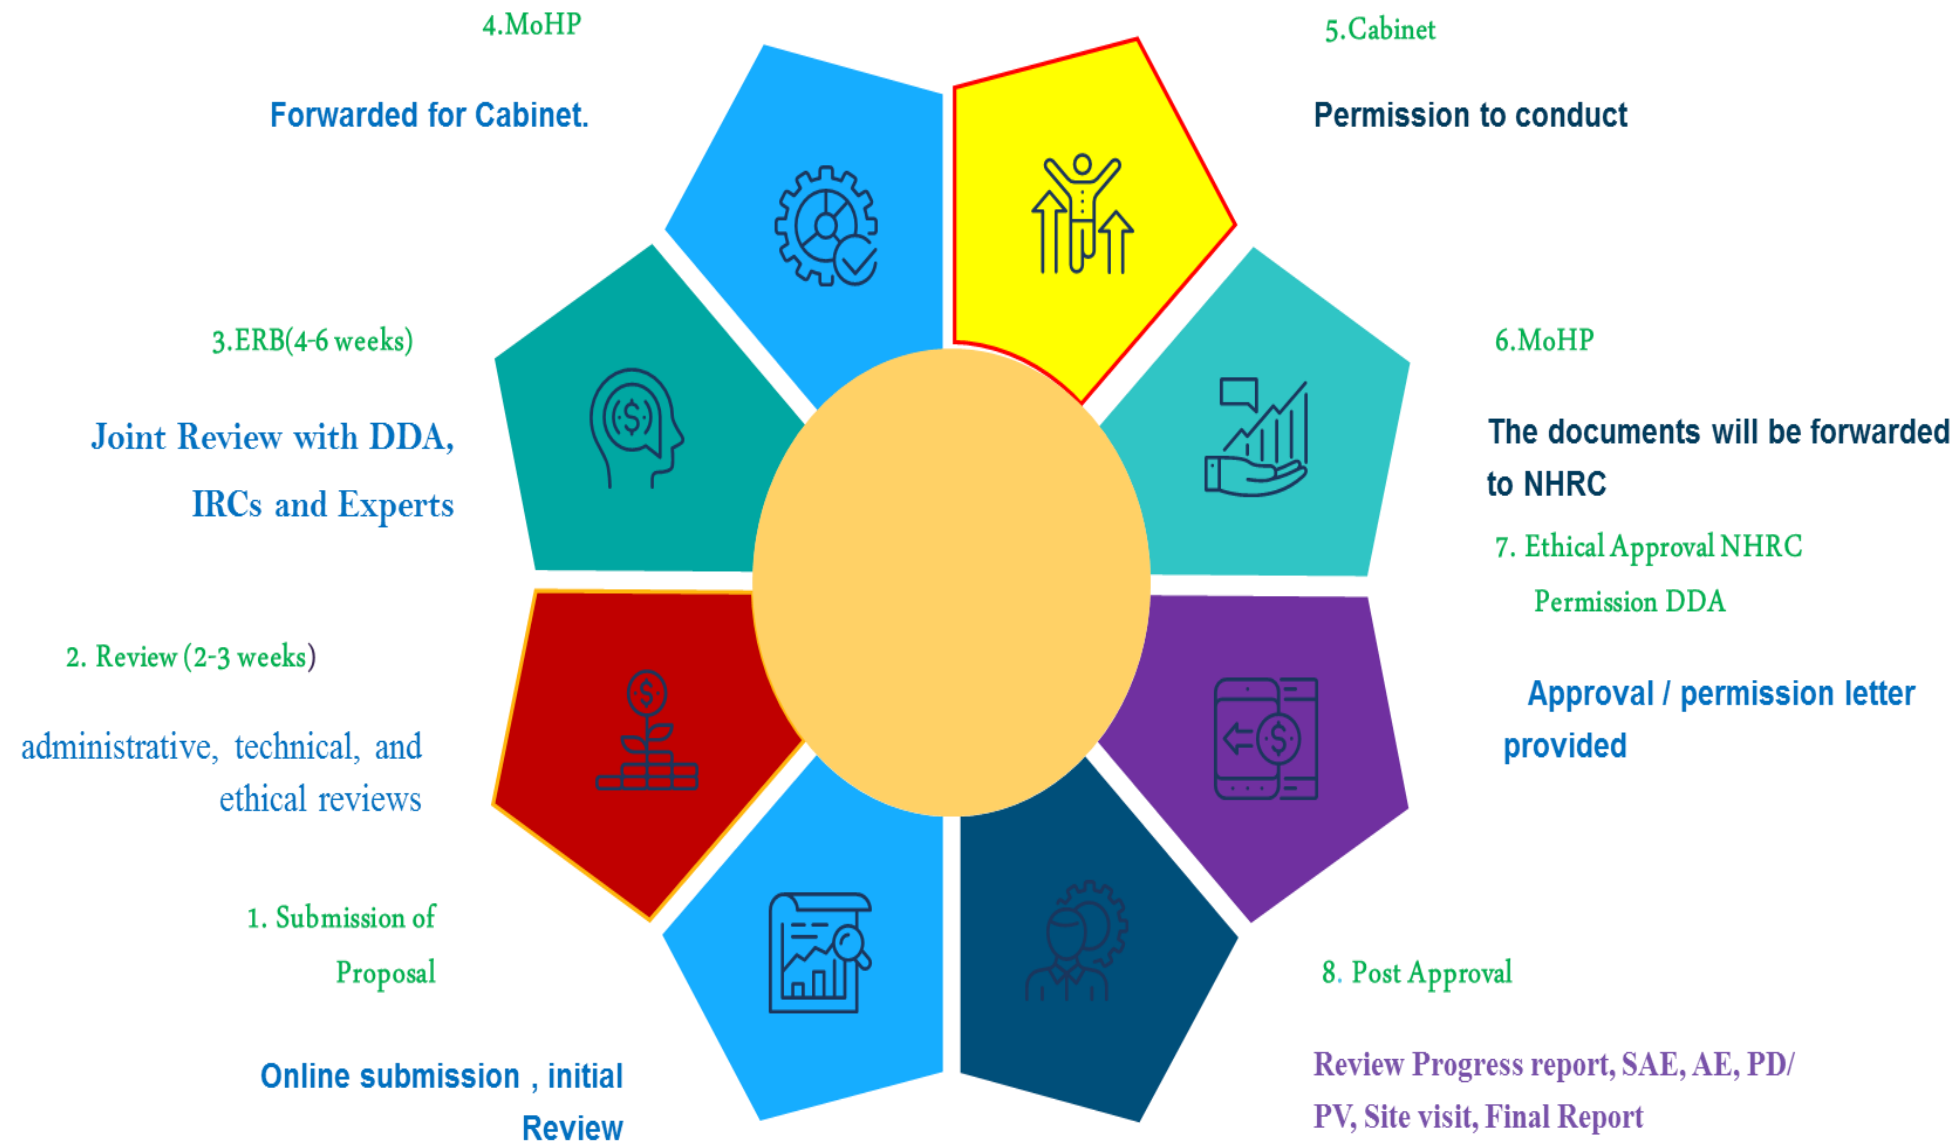 4.MoHP
Forwarded for Cabinet.
5.Cabinet
Permission to conduct
3.ERB(4-6 weeks)
Joint Review with DDA,
IRCs and Experts
6.MoHP
The documents will be forwarded
to NHRC
7. Ethical Approval NHRC
Permission DDA
Approval / permission letter
provided
2. Review (2-3 weeks)
administrative, technical, and
ethical reviews
1. Submission of
Proposal
Online submission , initial
Review
8. Post Approval
Review Progress report, SAE, AE, PD/
PV, Site visit, Final Report